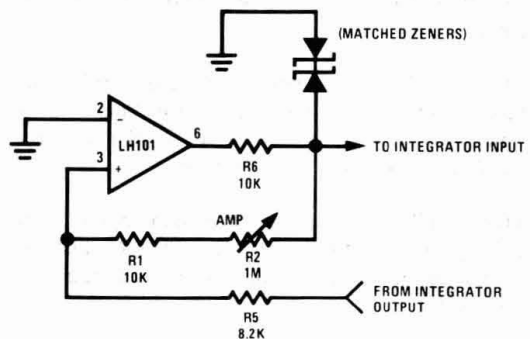 (MATCHED ZENERS)
2
-
LH101
6
3
+
TO INTEGRATOR INPUT
R6
10K
AMP
R1
10K
R2
1M
FROM INTEGRATOR
OUTPUT
R5
8.2K